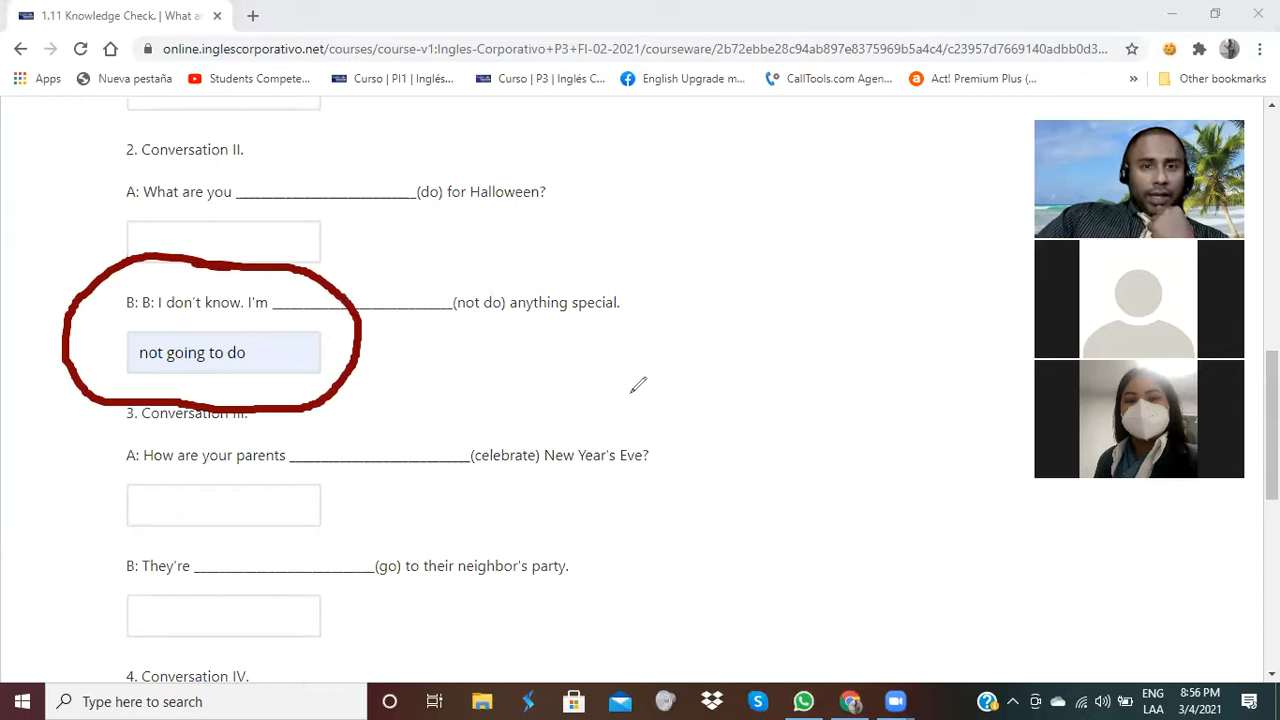 1.11 Knowledge Check. | What a
online.inglescorporativo.net/courses/course-v1:Ingles-Corporativo+P3+FI-02-2021/courseware/2b72ebbe28c94ab897e8375969b5a4c4/c23957d7669140adbb0d3...
Apps
Nueva pestaña
Students Compete...
Curso | PI1 | Inglés...
Curso | P3 | Inglés C...
English Upgrade m...
CallTools.com Agen...
Act! Premium Plus (...
»
Other bookmarks
2. Conversation II.
A: What are you ________________________(do) for Halloween?
B: B: I don't know. I'm ________________________(not do) anything special.
not going to do
3. Conversation III.
A: How are your parents ________________________(celebrate) New Year's Eve?
B: They're ________________________(go) to their neighbor's party.
4. Conversation IV.
Type here to search
ENG
LAA
8:56 PM
3/4/2021